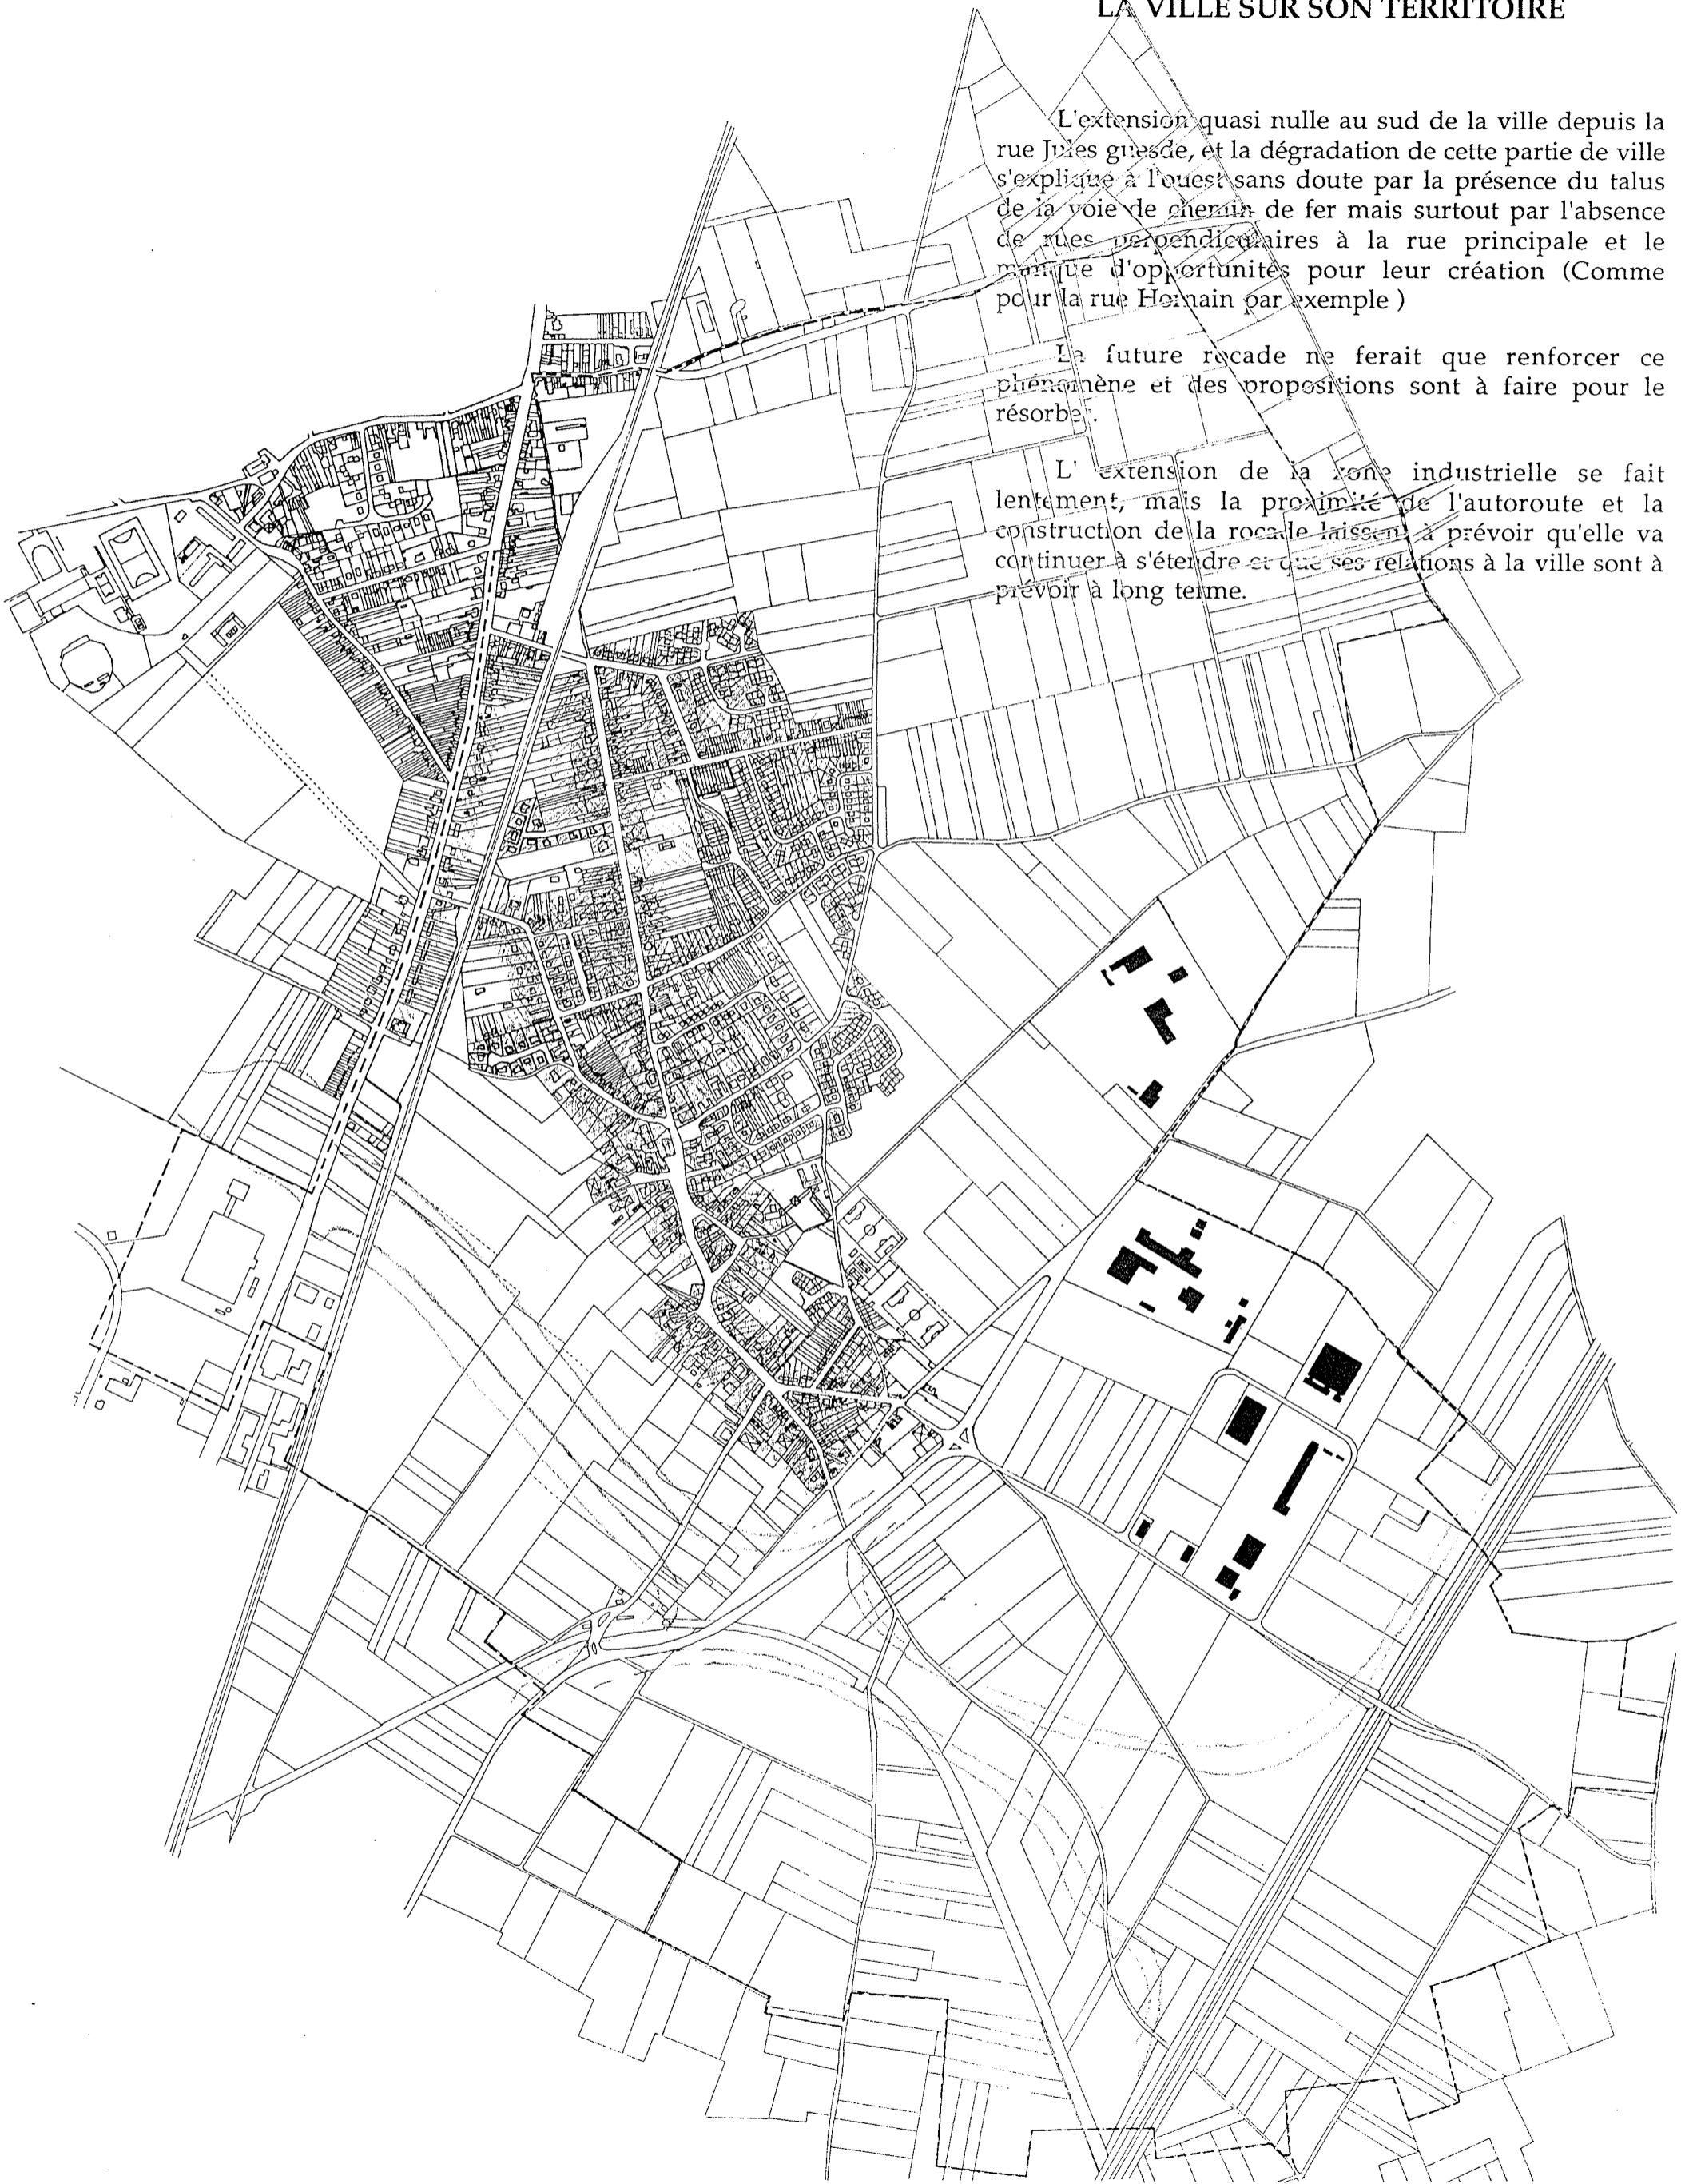 LA VILLE SUR SON TERRITOIRE
L'extension quasi nulle au sud de la ville depuis la
rue Jules guesde, et la dégradation de cette partie de ville
s'explique à l'ouest sans doute par la présence du talus
de la voie de chemin de fer mais surtout par l'absence
de rues perpendiculaires à la rue principale et le
manque d'opportunités pour leur création (Comme
pour la rue Hornain par exemple )
La future rocade ne ferait que renforcer ce
phénomène et des propositions sont à faire pour le
résorber.
L' extension de la zone industrielle se fait
lentement, mais la proximité de l'autoroute et la
construction de la rocade laissent à prévoir qu'elle va
continuer à s'étendre et que ses relations à la ville sont à
prévoir à long terme.